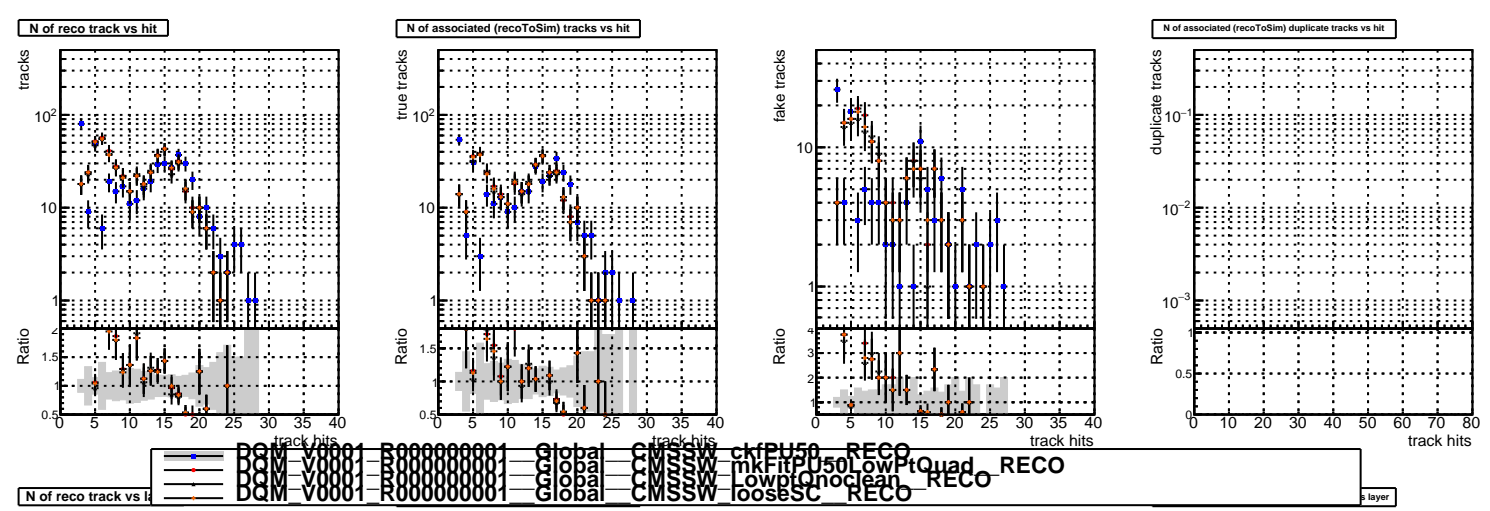 N of reco track vs hit
N of associated (recoToSim) tracks vs hit
N of associated (recoToSim) duplicate tracks vs hit
tracks
10²
10
1
Ratio
2
1.5
1
0.5
0 5 10 15 20 25 30 35 40
track hits
true tracks
10²
10
1
Ratio
1.5
1
0.5
0 5 10 15 20 25 30 35 40
track hits
fake tracks
10
1
Ratio
4
3
2
1
0 5 10 15 20 25 30 35 40
track hits
duplicate tracks
10⁻¹
10⁻²
10⁻³
Ratio
1
0.5
0
0 10 20 30 40 50 60 70 80
track hits
DQM_V0001_R000000001__Global__CMSSW_ckfPU50__RECO
DQM_V0001_R000000001__Global__CMSSW_mkFitPU50LowPtQuad__RECO
DQM_V0001_R000000001__Global__CMSSW_LowptQnoclean__RECO
DQM_V0001_R000000001__Global__CMSSW_looseSC__RECO
N of reco track vs la
s layer